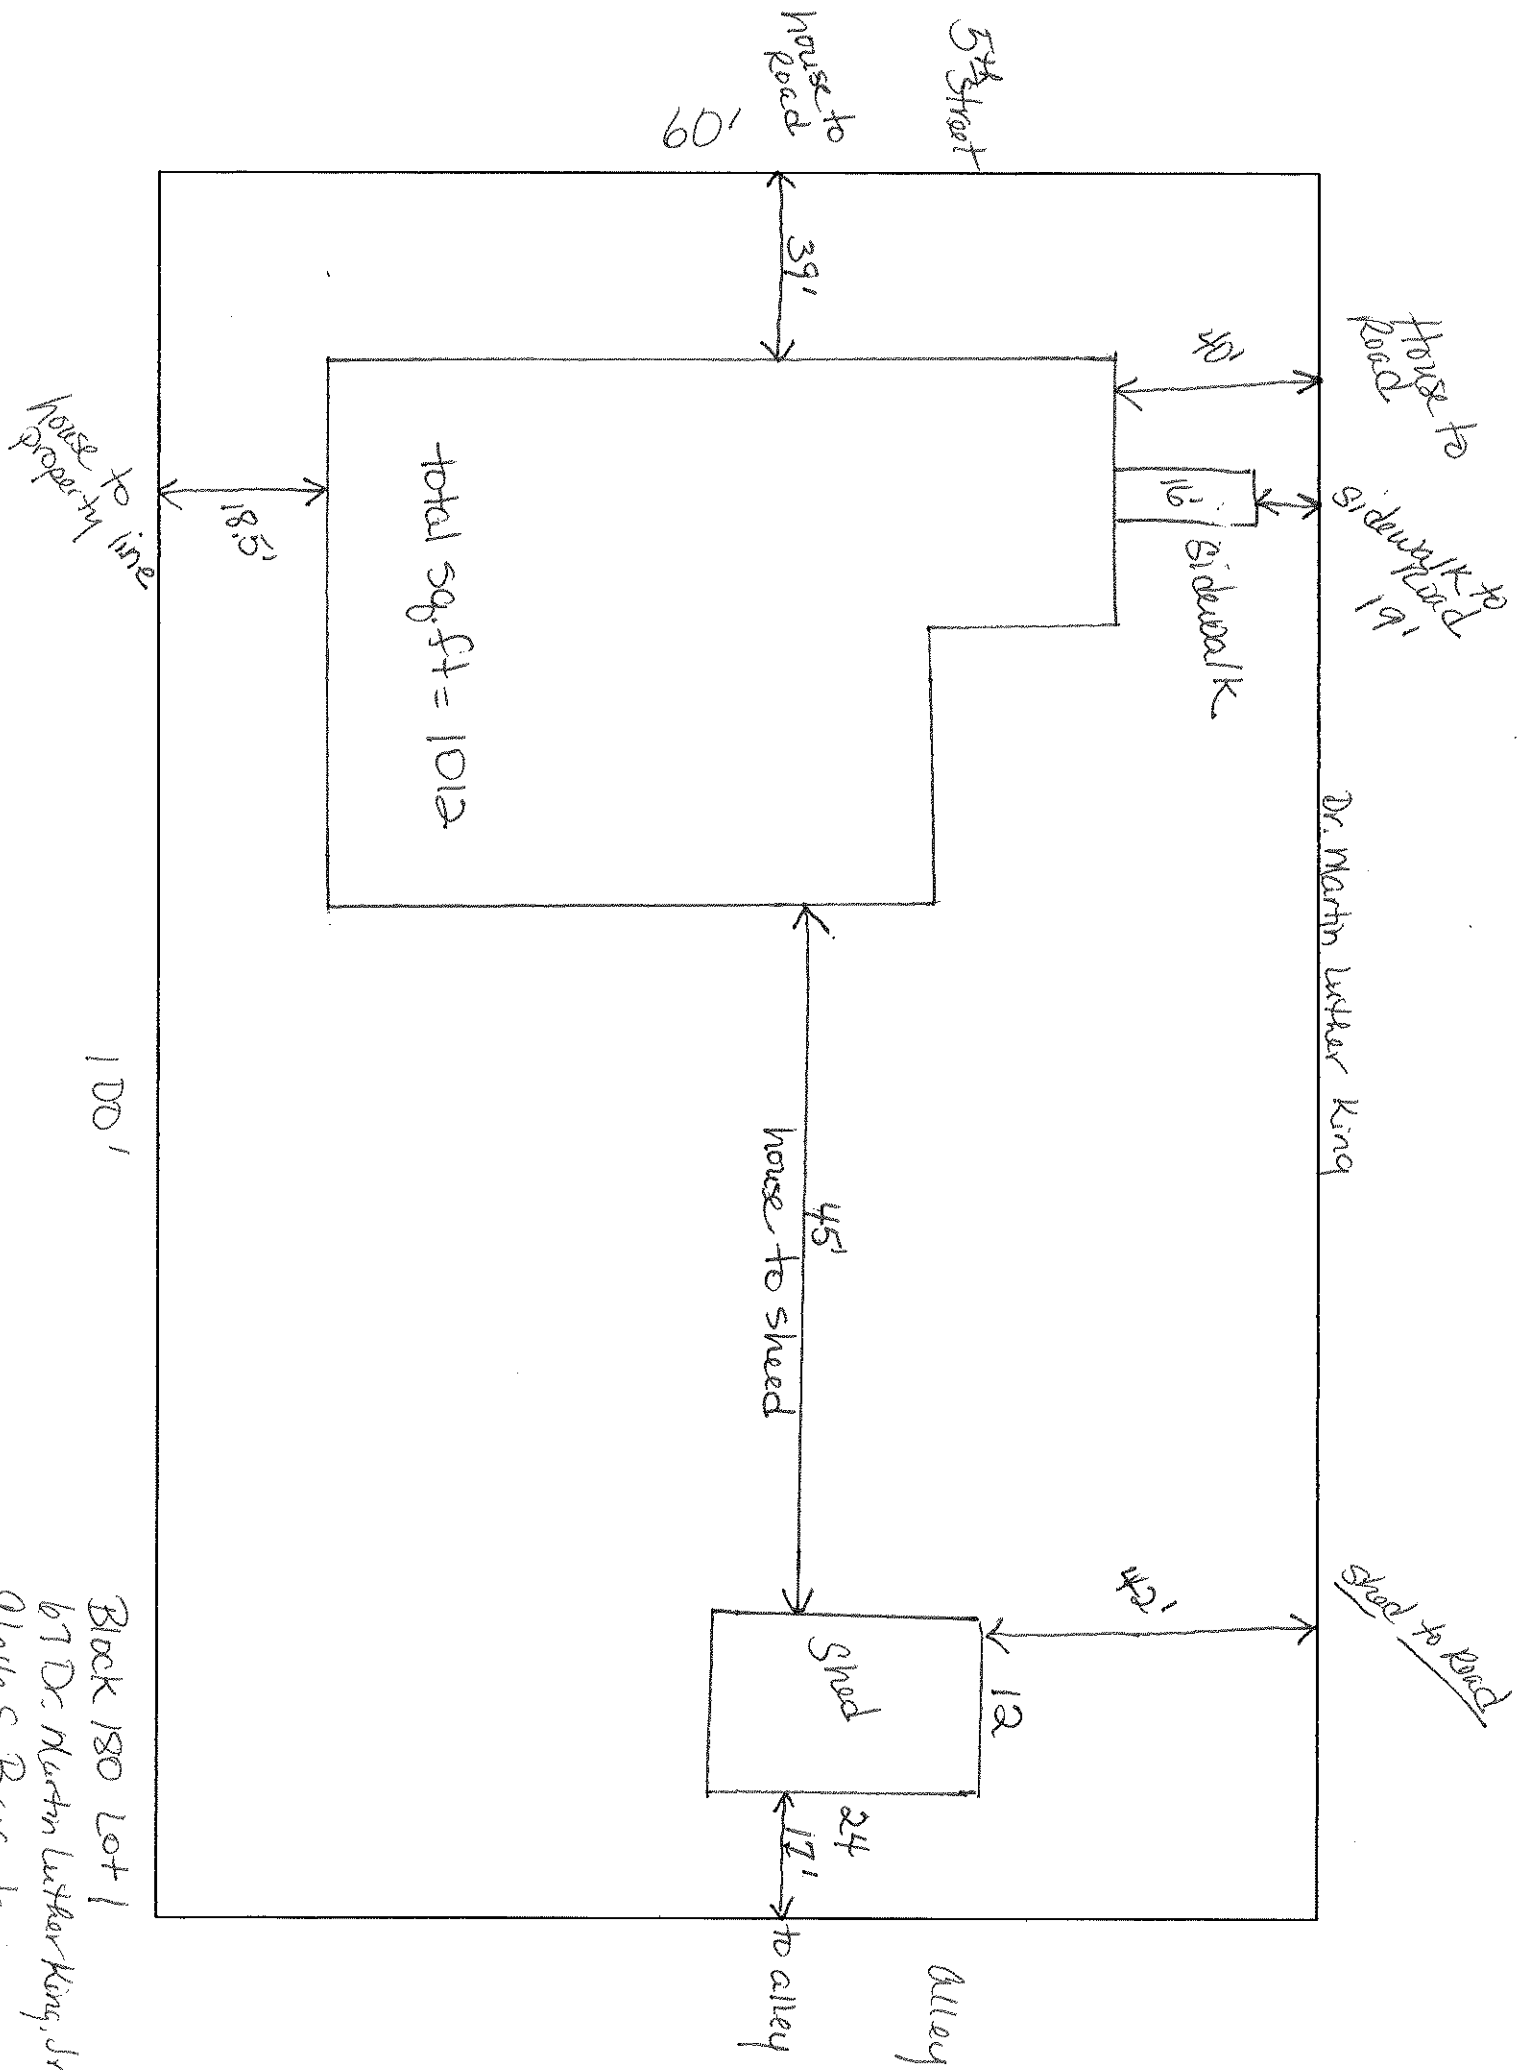 5th Street
house to
Road
60'
39'
House to
Road
40'
sidewalk to
Road
19'
16'
Sidewalk
Dr. Martin Luther King
total sq.ft = 1012
18.5'
house to
property line
45'
house to sheed
100'
shed to Road
42'
12
Shed
24
17'
to alley
alley
Block 180 Lot 1
67 Dr. Martin Luther King, Jr